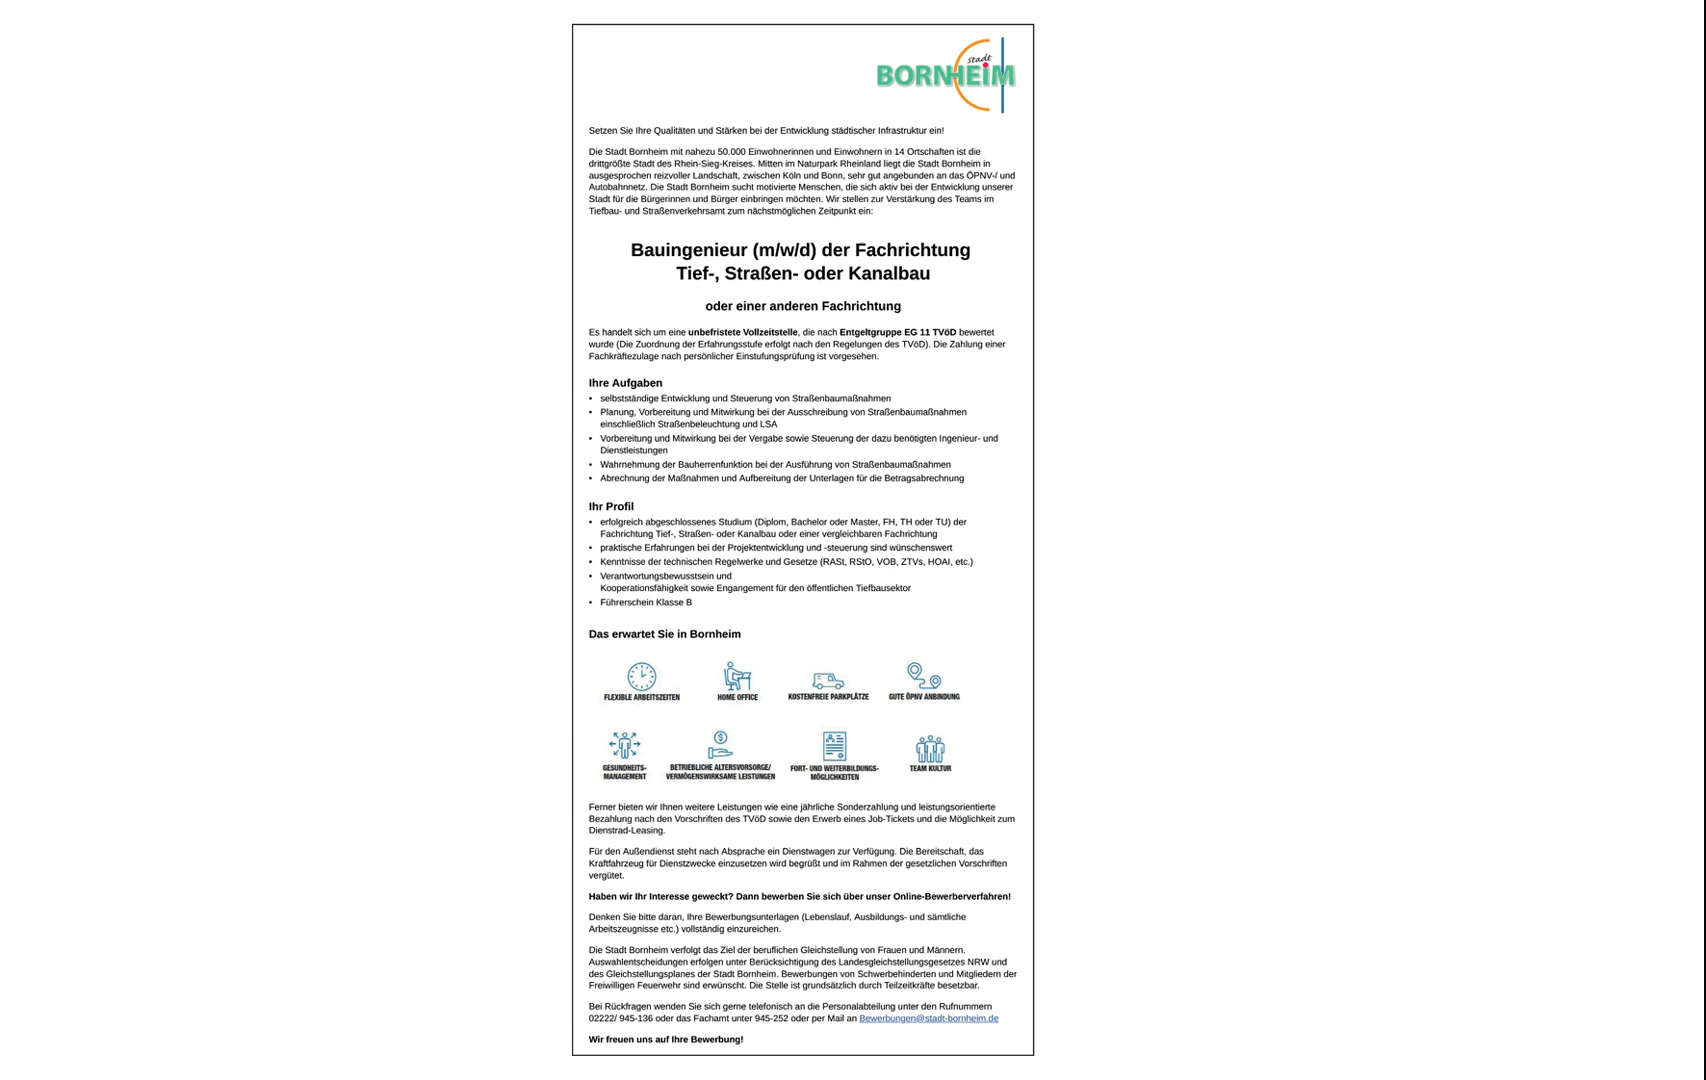 stadt
BORNHEiM
Setzen Sie Ihre Qualitäten und Stärken bei der Entwicklung städtischer Infrastruktur ein!
Die Stadt Bornheim mit nahezu 50.000 Einwohnerinnen und Einwohnern in 14 Ortschaften ist die
drittgrößte Stadt des Rhein-Sieg-Kreises. Mitten im Naturpark Rheinland liegt die Stadt Bornheim in
ausgesprochen reizvoller Landschaft, zwischen Köln und Bonn, sehr gut angebunden an das ÖPNV-/ und
Autobahnnetz. Die Stadt Bornheim sucht motivierte Menschen, die sich aktiv bei der Entwicklung unserer
Stadt für die Bürgerinnen und Bürger einbringen möchten. Wir stellen zur Verstärkung des Teams im
Tiefbau- und Straßenverkehrsamt zum nächstmöglichen Zeitpunkt ein:
Bauingenieur (m/w/d) der Fachrichtung
Tief-, Straßen- oder Kanalbau
oder einer anderen Fachrichtung
Es handelt sich um eine unbefristete Vollzeitstelle, die nach Entgeltgruppe EG 11 TVöD bewertet
wurde (Die Zuordnung der Erfahrungsstufe erfolgt nach den Regelungen des TVöD). Die Zahlung einer
Fachkräftezulage nach persönlicher Einstufungsprüfung ist vorgesehen.
Ihre Aufgaben
• selbstständige Entwicklung und Steuerung von Straßenbaumaßnahmen
• Planung, Vorbereitung und Mitwirkung bei der Ausschreibung von Straßenbaumaßnahmen
einschließlich Straßenbeleuchtung und LSA
• Vorbereitung und Mitwirkung bei der Vergabe sowie Steuerung der dazu benötigten Ingenieur- und
Dienstleistungen
• Wahrnehmung der Bauherrenfunktion bei der Ausführung von Straßenbaumaßnahmen
• Abrechnung der Maßnahmen und Aufbereitung der Unterlagen für die Betragsabrechnung
Ihr Profil
• erfolgreich abgeschlossenes Studium (Diplom, Bachelor oder Master, FH, TH oder TU) der
Fachrichtung Tief-, Straßen- oder Kanalbau oder einer vergleichbaren Fachrichtung
• praktische Erfahrungen bei der Projektentwicklung und -steuerung sind wünschenswert
• Kenntnisse der technischen Regelwerke und Gesetze (RASt, RStO, VOB, ZTVs, HOAI, etc.)
• Verantwortungsbewusstsein und
Kooperationsfähigkeit sowie Engangement für den öffentlichen Tiefbausektor
• Führerschein Klasse B
Das erwartet Sie in Bornheim
FLEXIBLE ARBEITSZEITEN
HOME OFFICE
KOSTENFREIE PARKPLÄTZE
GUTE ÖPNV ANBINDUNG
GESUNDHEITS-
MANAGEMENT
BETRIEBLICHE ALTERSVORSORGE/
VERMÖGENSWIRKSAME LEISTUNGEN
FORT- UND WEITERBILDUNGS-
MÖGLICHKEITEN
TEAM KULTUR
Ferner bieten wir Ihnen weitere Leistungen wie eine jährliche Sonderzahlung und leistungsorientierte
Bezahlung nach den Vorschriften des TVöD sowie den Erwerb eines Job-Tickets und die Möglichkeit zum
Dienstrad-Leasing.
Für den Außendienst steht nach Absprache ein Dienstwagen zur Verfügung. Die Bereitschaft, das
Kraftfahrzeug für Dienstzwecke einzusetzen wird begrüßt und im Rahmen der gesetzlichen Vorschriften
vergütet.
Haben wir Ihr Interesse geweckt? Dann bewerben Sie sich über unser Online-Bewerberverfahren!
Denken Sie bitte daran, Ihre Bewerbungsunterlagen (Lebenslauf, Ausbildungs- und sämtliche
Arbeitszeugnisse etc.) vollständig einzureichen.
Die Stadt Bornheim verfolgt das Ziel der beruflichen Gleichstellung von Frauen und Männern.
Auswahlentscheidungen erfolgen unter Berücksichtigung des Landesgleichstellungsgesetzes NRW und
des Gleichstellungsplanes der Stadt Bornheim. Bewerbungen von Schwerbehinderten und Mitgliedern der
Freiwilligen Feuerwehr sind erwünscht. Die Stelle ist grundsätzlich durch Teilzeitkräfte besetzbar.
Bei Rückfragen wenden Sie sich gerne telefonisch an die Personalabteilung unter den Rufnummern
02222/ 945-136 oder das Fachamt unter 945-252 oder per Mail an Bewerbungen@stadt-bornheim.de
Wir freuen uns auf Ihre Bewerbung!